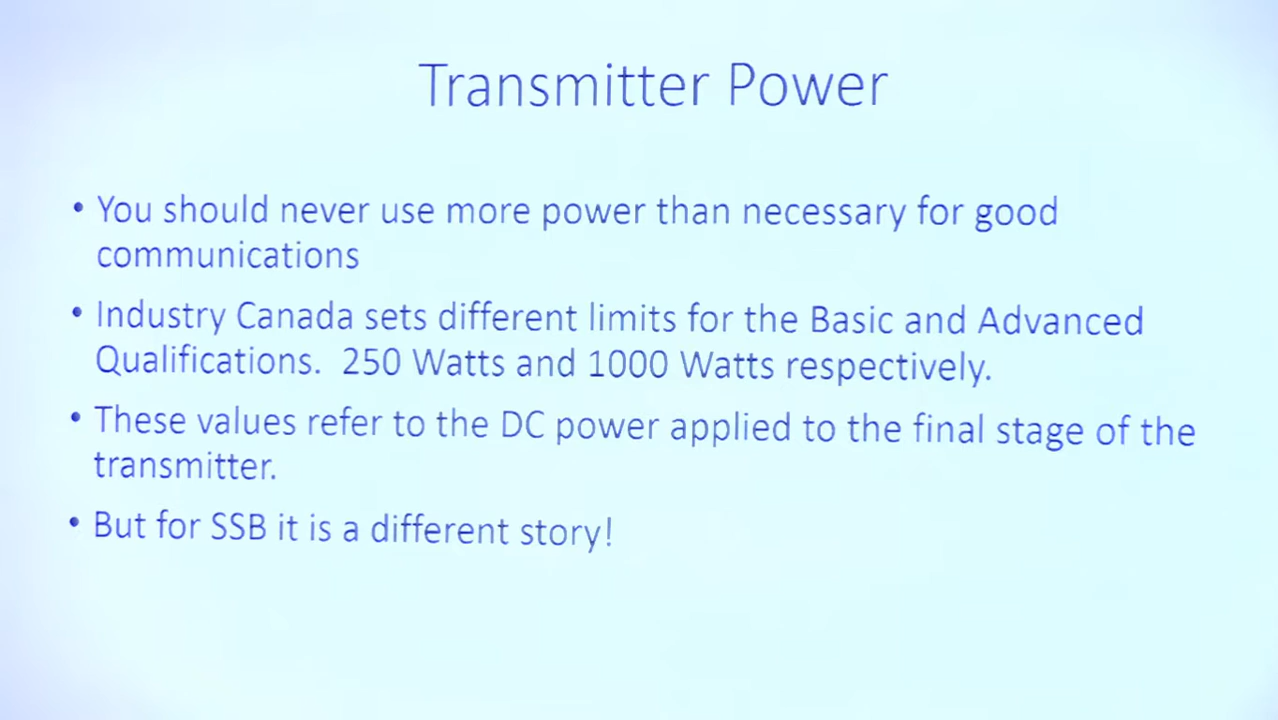 Transmitter Power
• You should never use more power than necessary for good
communications
• Industry Canada sets different limits for the Basic and Advanced
Qualifications.  250 Watts and 1000 Watts respectively.
• These values refer to the DC power applied to the final stage of the
transmitter.
• But for SSB it is a different story!